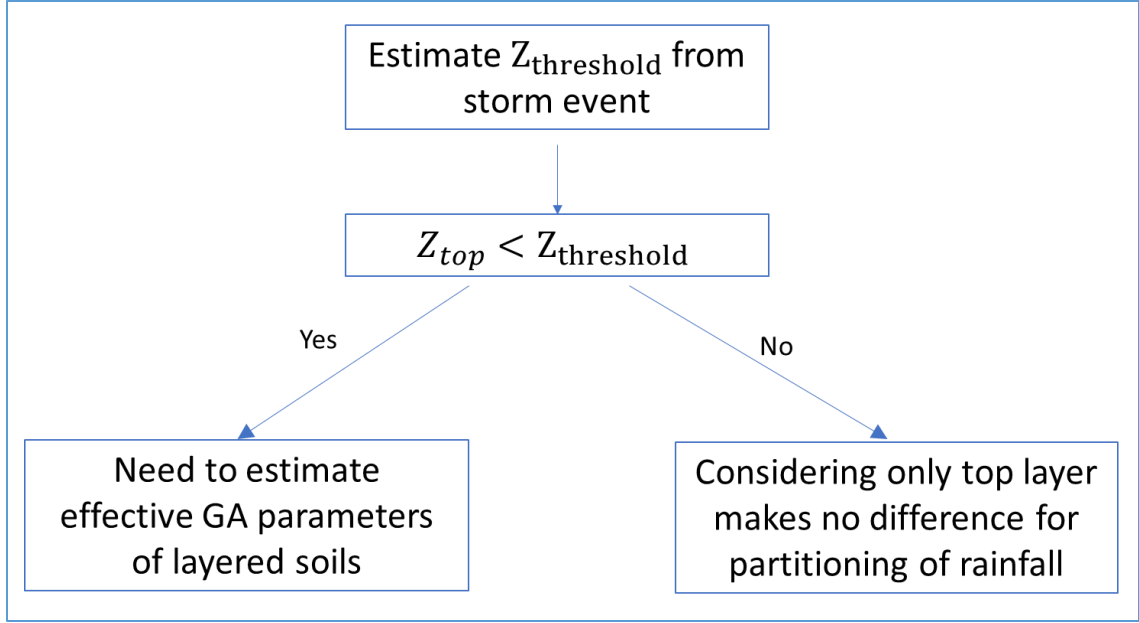 Estimate Z_threshold from
storm event
Z_top < Z_threshold
Yes
No
Need to estimate
effective GA parameters
of layered soils
Considering only top layer
makes no difference for
partitioning of rainfall